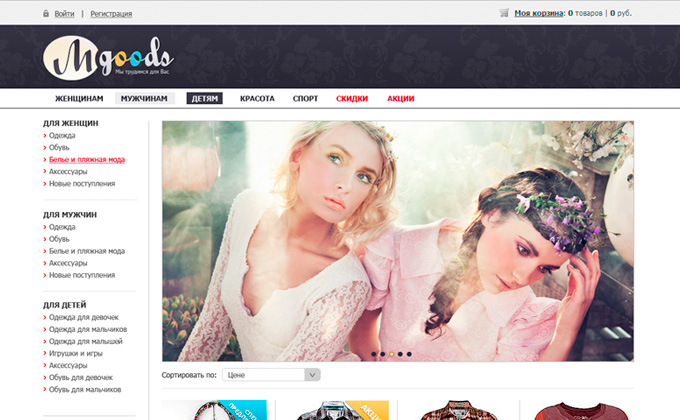 Войти | Регистрация
Моя корзина: 0 товаров | 0 руб.
Mgoods
Мы трудимся для Вас
ЖЕНЩИНАМ МУЖЧИНАМ ДЕТЯМ КРАСОТА СПОРТ СКИДКИ АКЦИИ
ДЛЯ ЖЕНЩИН
Одежда
Обувь
Белье и пляжная мода
Аксессуары
Новые поступления
ДЛЯ МУЖЧИН
Одежда
Обувь
Белье и пляжная мода
Аксессуары
Новые поступления
ДЛЯ ДЕТЕЙ
Одежда для девочек
Одежда для мальчиков
Одежда для малышей
Игрушки и игры
Аксессуары
Обувь для девочек
Обувь для мальчиков
Сортировать по: Цене
АКЦИЯ